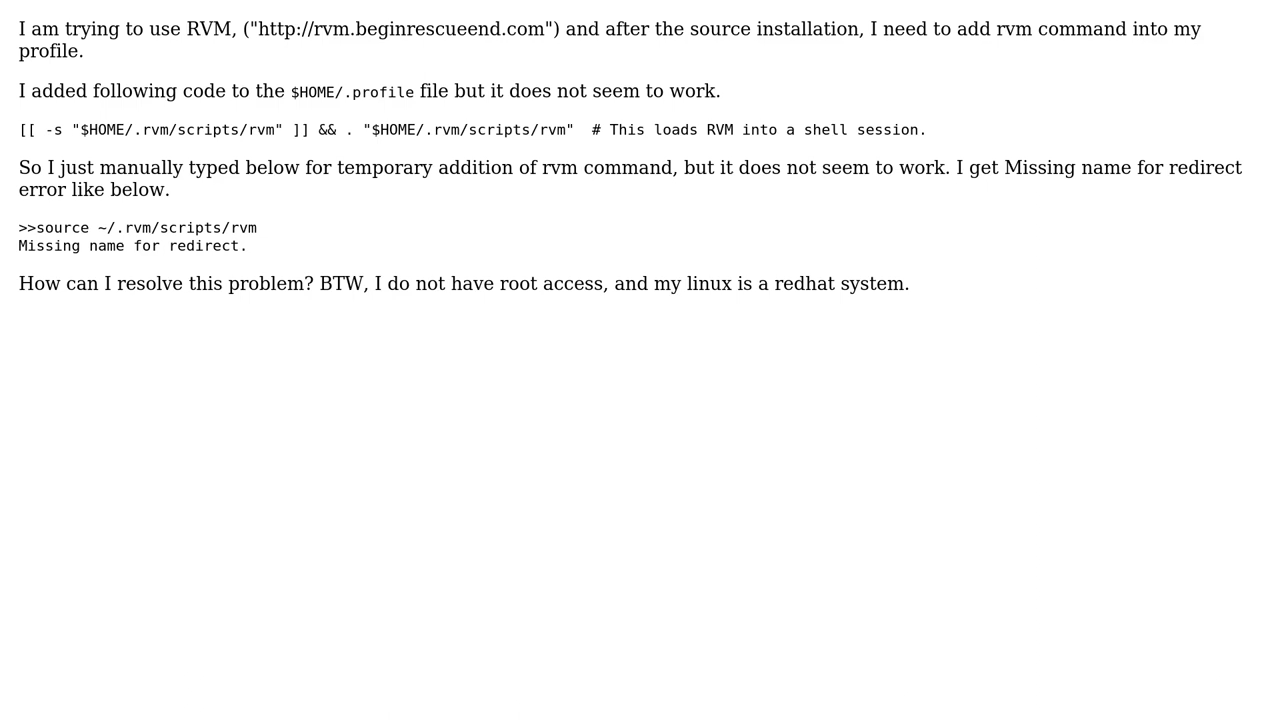 I am trying to use RVM, ("http://rvm.beginrescueend.com") and after the source installation, I need to add rvm command into my
profile.
I added following code to the $HOME/.profile file but it does not seem to work.
[[ -s "$HOME/.rvm/scripts/rvm" ]] && . "$HOME/.rvm/scripts/rvm"  # This loads RVM into a shell session.
So I just manually typed below for temporary addition of rvm command, but it does not seem to work. I get Missing name for redirect
error like below.
>>source ~/.rvm/scripts/rvm
Missing name for redirect.
How can I resolve this problem? BTW, I do not have root access, and my linux is a redhat system.